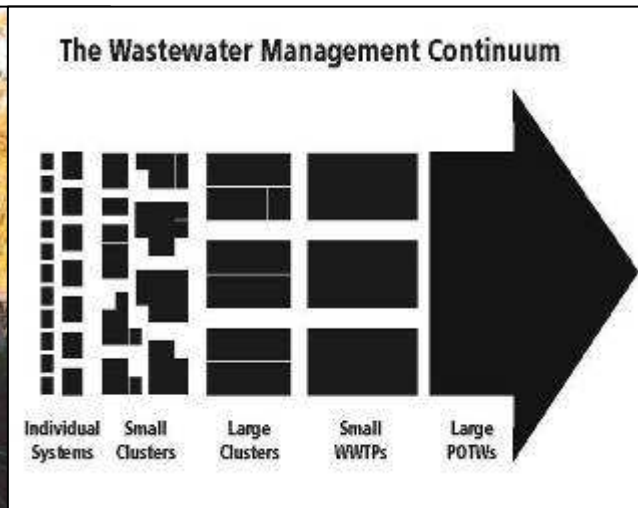 The Wastewater Management Continuum
Individual Small Large Small Large
Systems Clusters Clusters WWTPs POTWs